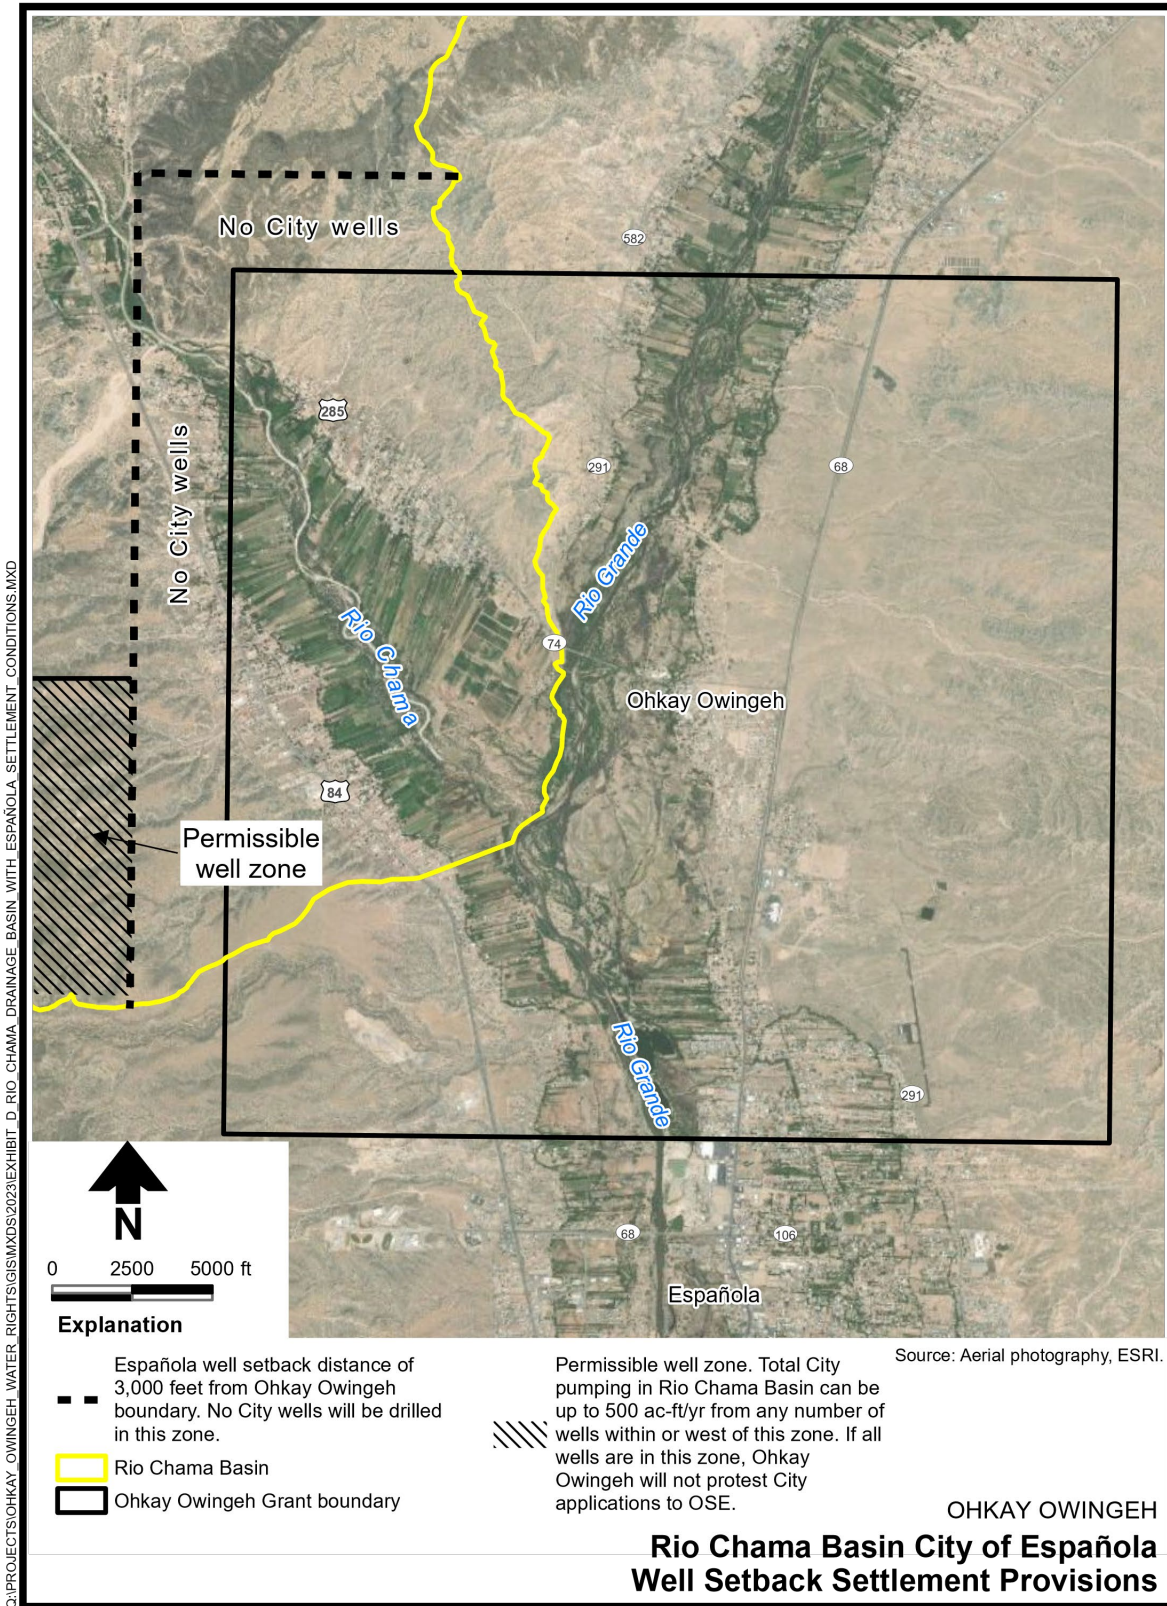 No City wells
582
285
No City wells
291
68
Rio Grande
Rio Chama
74
Ohkay Owingeh
84
Permissible
well zone
Rio Grande
291
N
68
106
0 2500 5000 ft
Española
Explanation
Source: Aerial photography, ESRI.
Española well setback distance of
3,000 feet from Ohkay Owingeh
boundary. No City wells will be drilled
in this zone.
Rio Chama Basin
Ohkay Owingeh Grant boundary
Permissible well zone. Total City
pumping in Rio Chama Basin can be
up to 500 ac-ft/yr from any number of
wells within or west of this zone. If all
wells are in this zone, Ohkay
Owingeh will not protest City
applications to OSE.
OHKAY OWINGEH
Rio Chama Basin City of Española
Well Setback Settlement Provisions
Q:\PROJECTS\OHKAY_OWINGEH_WATER_RIGHTS\GIS\MXDS\2023\EXHIBIT_D_RIO_CHAMA_DRAINAGE_BASIN_WITH_ESPAÑOLA_SETTLEMENT_CONDITIONS.MXD